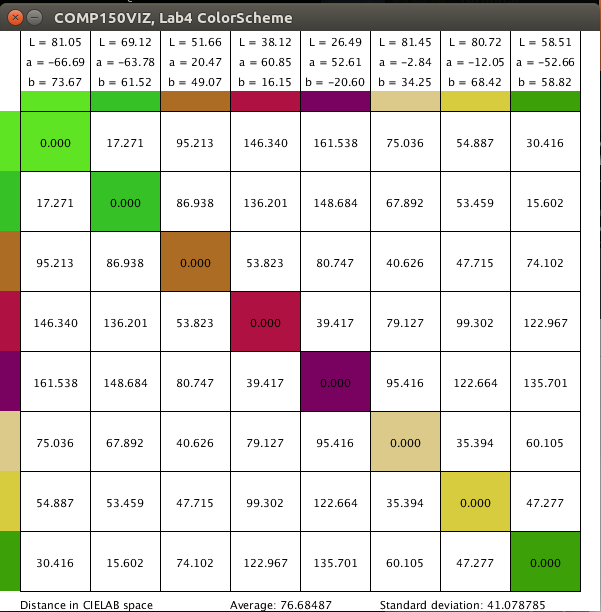 COMP150VIZ, Lab4 ColorScheme
L = 81.05 L = 69.12 L = 51.66 L = 38.12 L = 26.49 L = 81.45 L = 80.72 L = 58.51
a = -66.69 a = -63.78 a = 20.47 a = 60.85 a = 52.61 a = -2.84 a = -12.05 a = -52.66
b = 73.67 b = 61.52 b = 49.07 b = 16.15 b = -20.60 b = 34.25 b = 68.42 b = 58.82
0.000 17.271 95.213 146.340 161.538 75.036 54.887 30.416
17.271 0.000 86.938 136.201 148.684 67.892 53.459 15.602
95.213 86.938 0.000 53.823 80.747 40.626 47.715 74.102
146.340 136.201 53.823 0.000 39.417 79.127 99.302 122.967
161.538 148.684 80.747 39.417 0.000 95.416 122.664 135.701
75.036 67.892 40.626 79.127 95.416 0.000 35.394 60.105
54.887 53.459 47.715 99.302 122.664 35.394 0.000 47.277
30.416 15.602 74.102 122.967 135.701 60.105 47.277 0.000
Distance in CIELAB space Average: 76.68487 Standard deviation: 41.078785